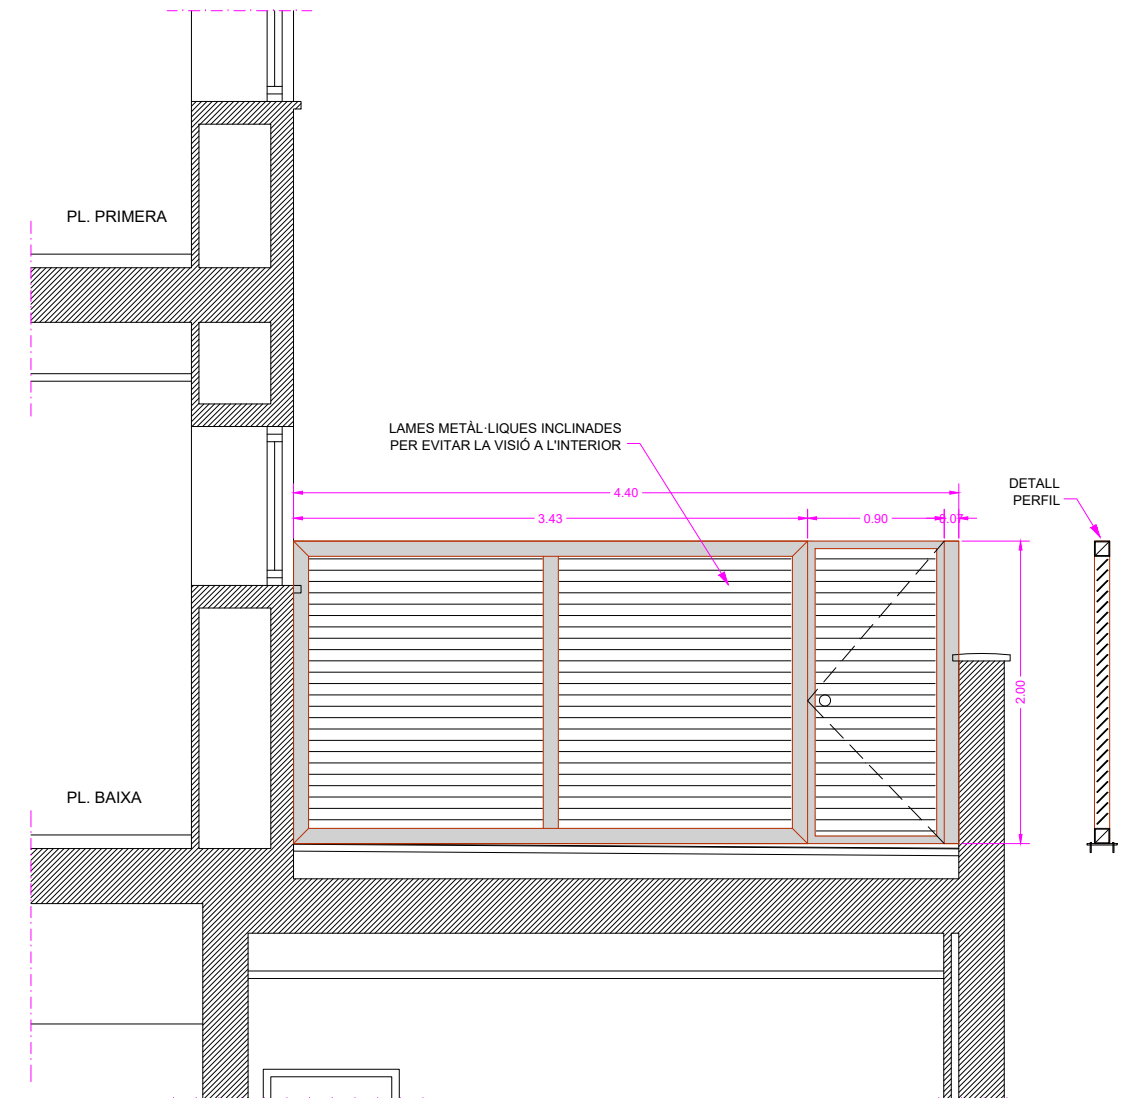 PL. PRIMERA
LAMES METÀL·LIQUES INCLINADES
PER EVITAR LA VISIÓ A L'INTERIOR
DETALL
PERFIL
4.40
3.43
0.90
0.07
2.00
PL. BAIXA